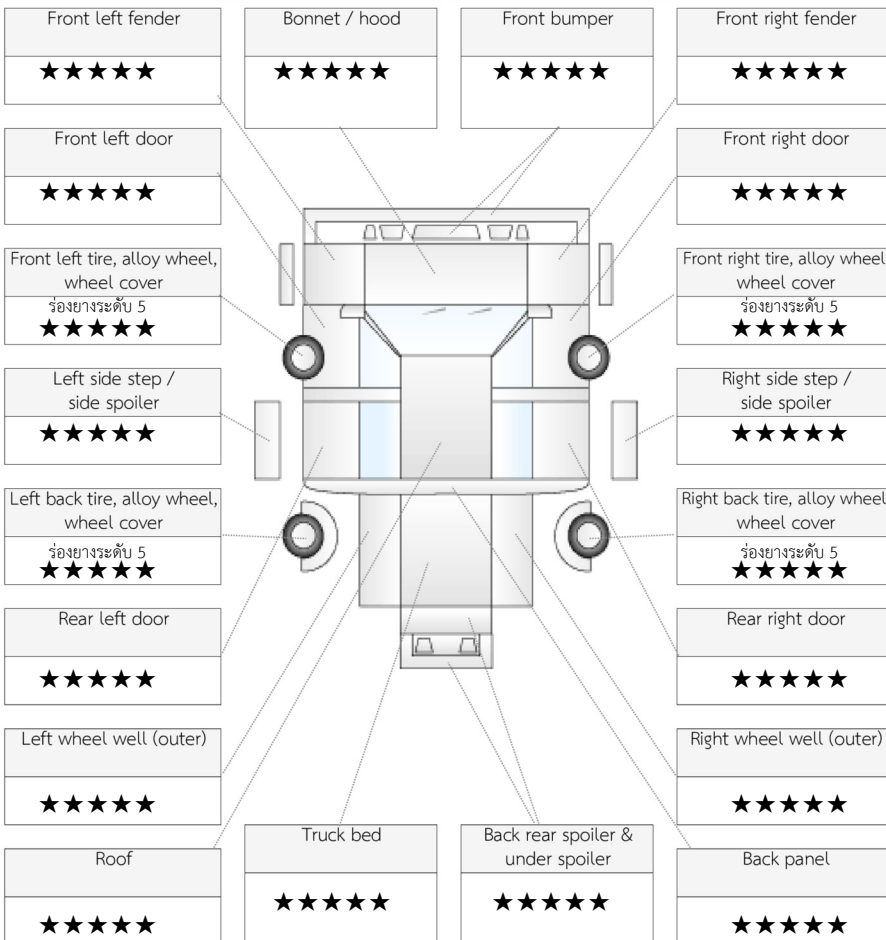 Front left fender
★★★★★
Bonnet / hood
★★★★★
Front bumper
★★★★★
Front right fender
★★★★★
Front left door
★★★★★
Front right door
★★★★★
Front left tire, alloy wheel,
wheel cover
ร่องยางระดับ 5
★★★★★
Front right tire, alloy wheel
wheel cover
ร่องยางระดับ 5
★★★★★
Left side step /
side spoiler
★★★★★
Right side step /
side spoiler
★★★★★
Left back tire, alloy wheel,
wheel cover
ร่องยางระดับ 5
★★★★★
Right back tire, alloy wheel
wheel cover
ร่องยางระดับ 5
★★★★★
Rear left door
★★★★★
Rear right door
★★★★★
Left wheel well (outer)
★★★★★
Right wheel well (outer)
★★★★★
Roof
★★★★★
Truck bed
★★★★★
Back rear spoiler &
under spoiler
★★★★★
Back panel
★★★★★